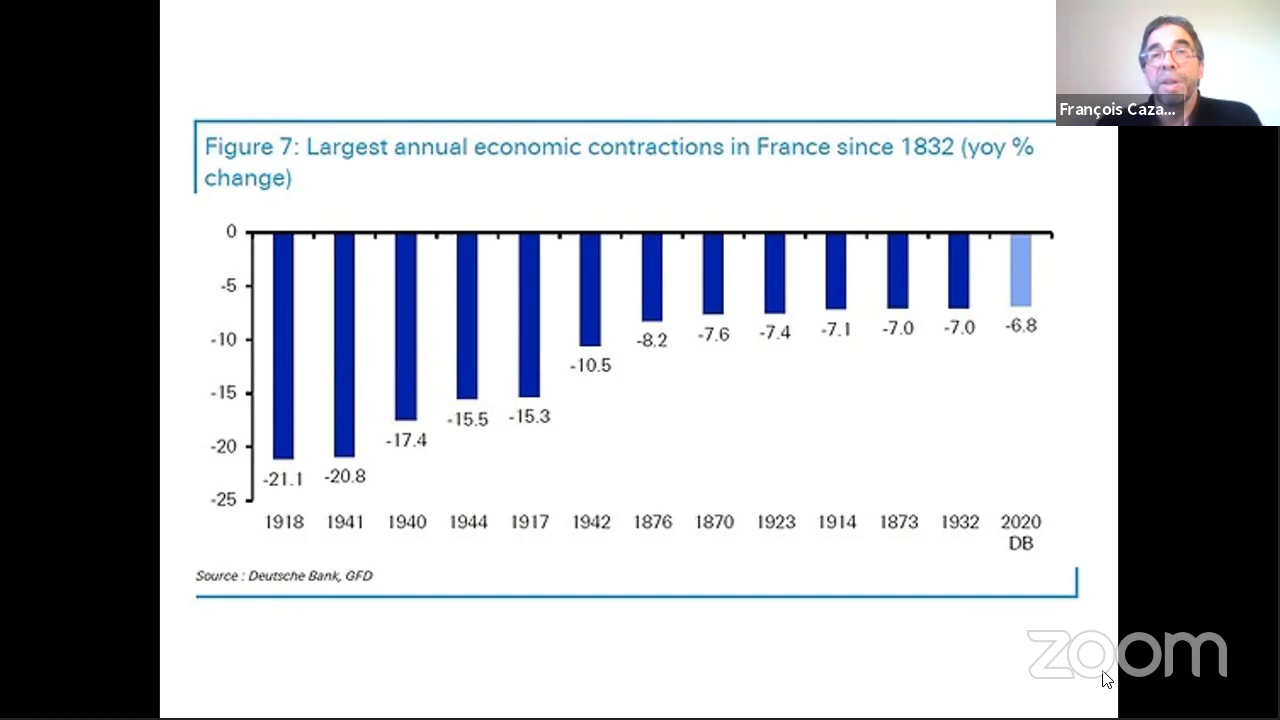 François Caza...
Figure 7: Largest annual economic contractions in France since 1832 (yoy %
change)
0
-5
-10
-15
-20
-25
-21.1
-20.8
-17.4
-15.5
-15.3
-10.5
-8.2
-7.6
-7.4
-7.1
-7.0
-7.0
-6.8
1918 1941 1940 1944 1917 1942 1876 1870 1923 1914 1873 1932 2020
DB
Source : Deutsche Bank, GFD
zoom